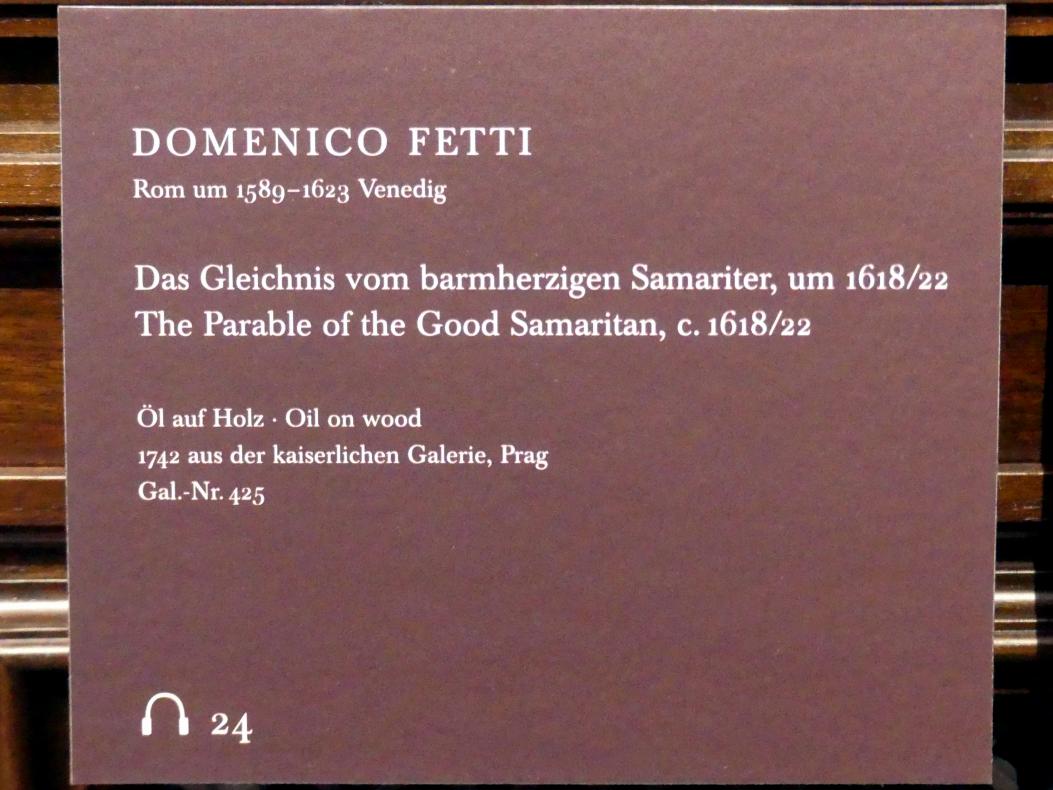 DOMENICO FETTI
Rom um 1589–1623 Venedig
Das Gleichnis vom barmherzigen Samariter, um 1618/22
The Parable of the Good Samaritan, c. 1618/22
Öl auf Holz · Oil on wood
1742 aus der kaiserlichen Galerie, Prag
Gal.-Nr. 425
24